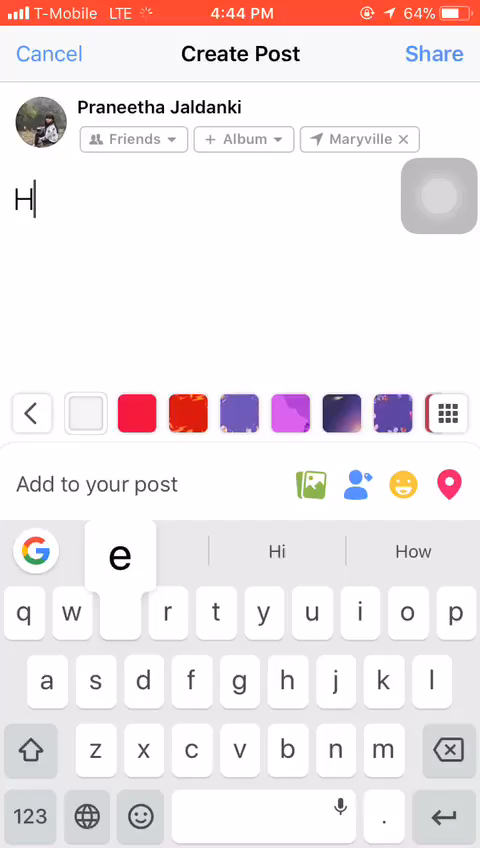 T-Mobile LTE 4:44 PM 64%
Cancel Create Post Share
Praneetha Jaldanki
Friends + Album Maryville
H
Add to your post
G e Hi How
q w r t y u i o p
a s d f g h j k l
z x c v b n m
123 .